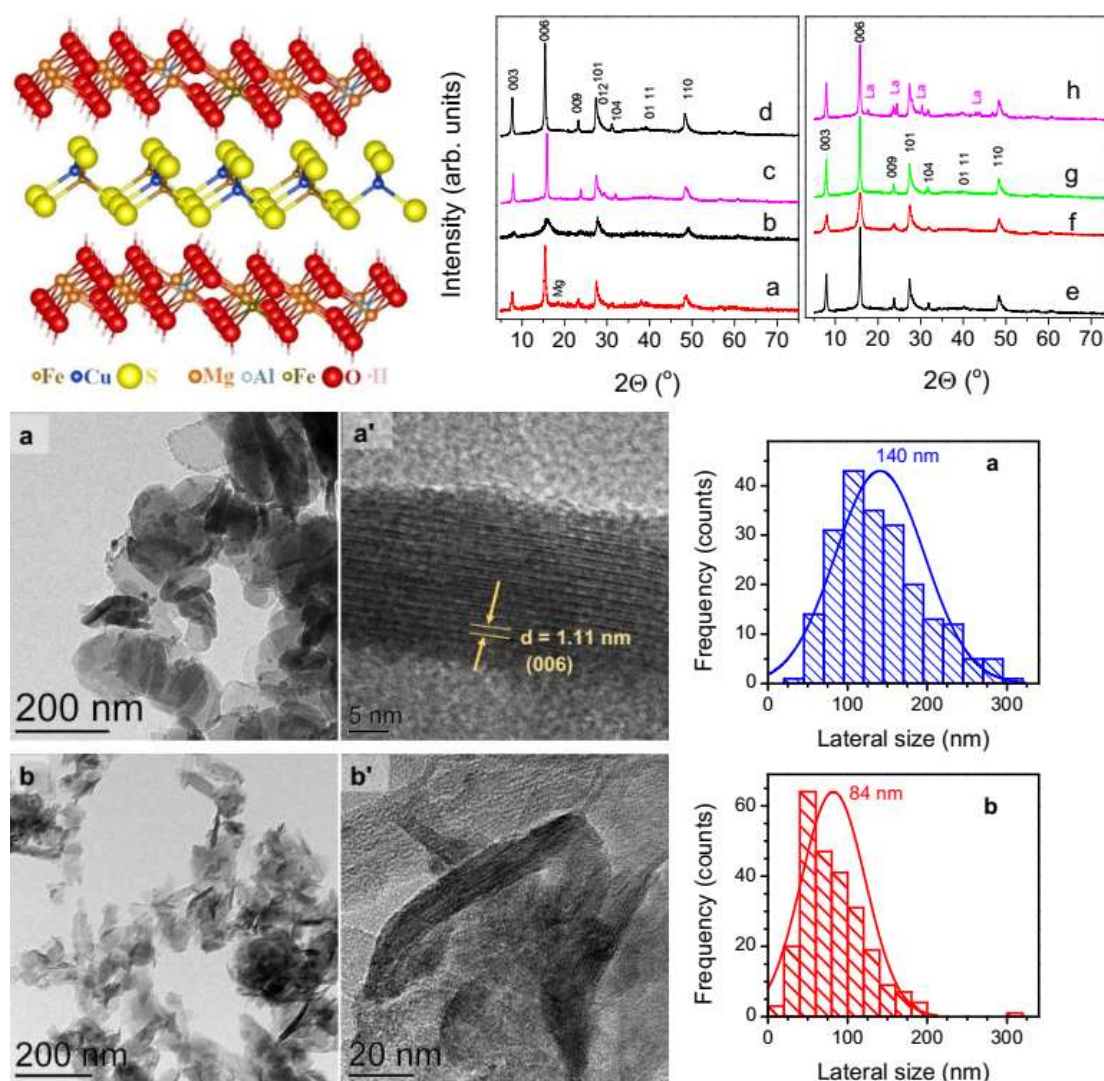 Fe Cu S Mg Al Fe O H
Intensity (arb. units)
003
006
009
101
012
104
01 11
110
d
c
b
a
Mg
5 10 20 30 40 50 60 70
2Θ (°)
006
La
La
La
La
h
003
009
101
104
01 11
110
g
f
e
10 20 30 40 50 60 70
2Θ (°)
a
200 nm
a'
d = 1.11 nm
(006)
5 nm
140 nm
a
Frequency (counts)
40
30
20
10
0
0 100 200 300
Lateral size (nm)
b
200 nm
b'
20 nm
84 nm
b
Frequency (counts)
60
40
20
0
0 100 200 300
Lateral size (nm)